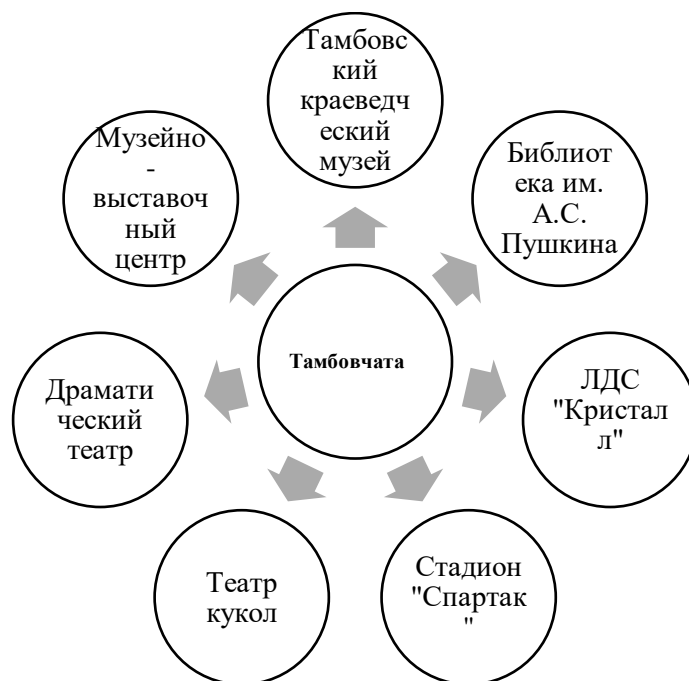 Тамбовс
кий
краеведч
еский
музей
Библиот
ека им.
А.С.
Пушкина
ЛДС
"Кристал
л"
Стадион
"Спартак
"
Театр
кукол
Драмати
ческий
театр
Музейно
-
выставоч
ный
центр
Тамбовчата